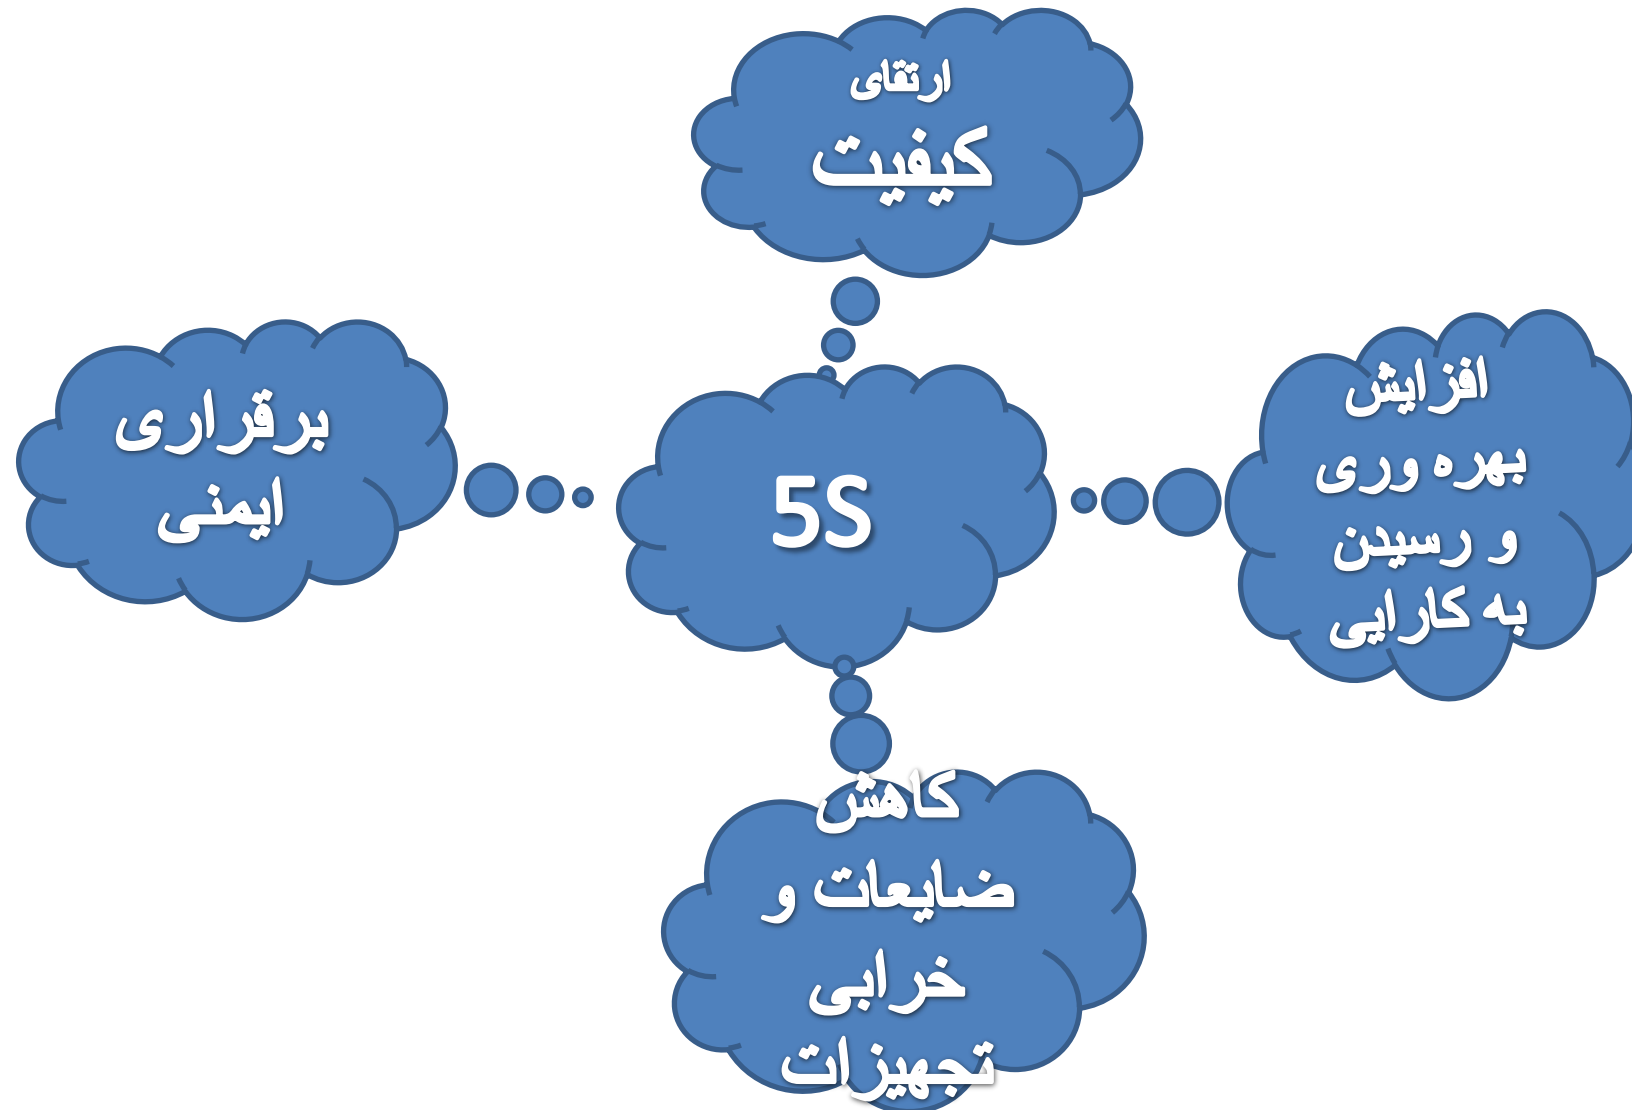 ارتقای
کیفیت
افزایش
بهره وری
و رسیدن
به کارایی
5S
برقراری
ایمنی
کاهش
ضایعات و
خرابی
تجهیزات